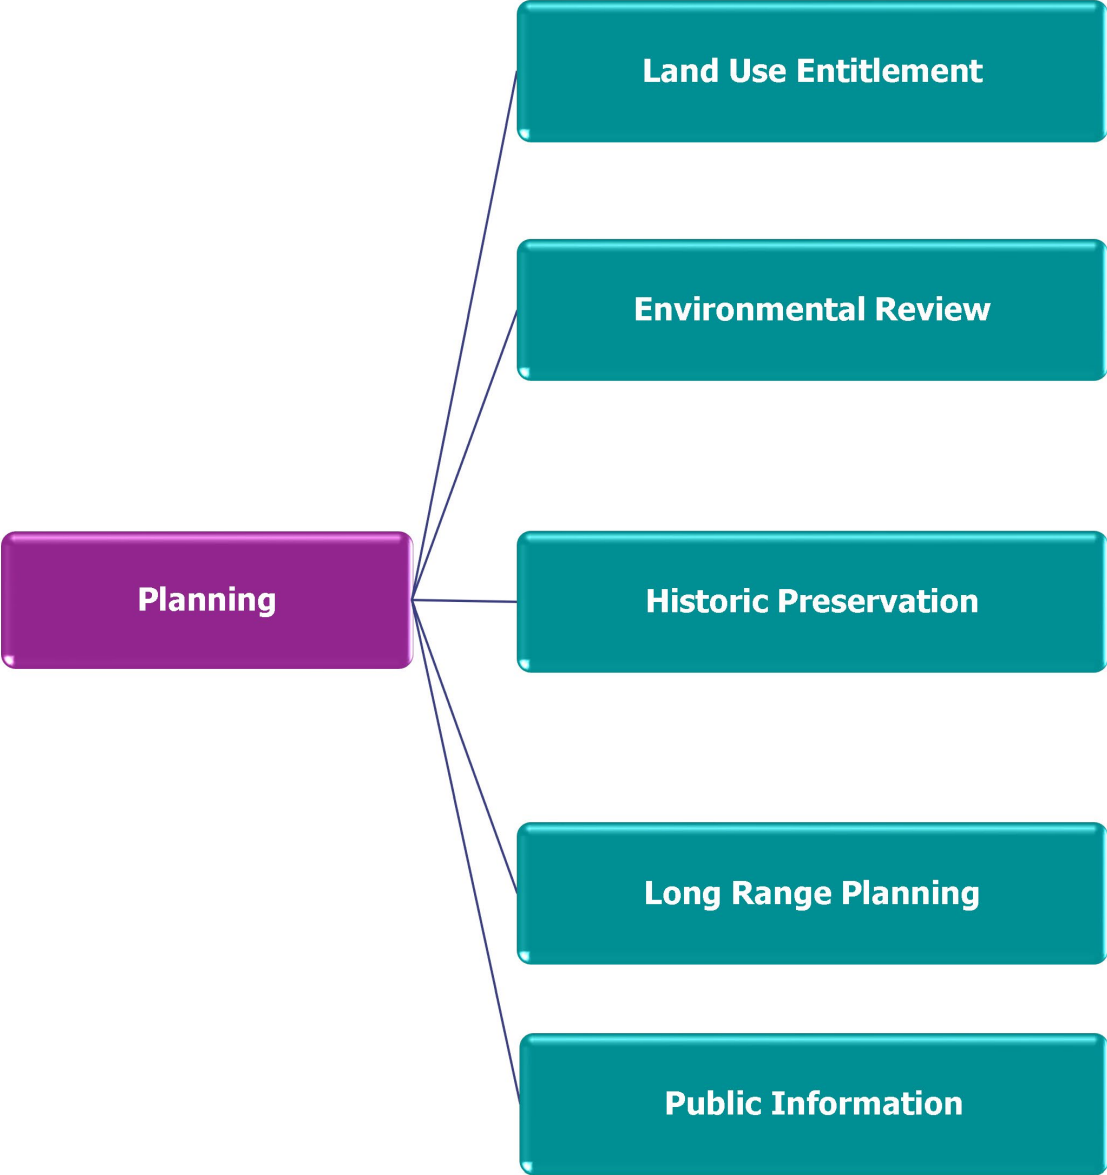 Land Use Entitlement
Environmental Review
Planning
Historic Preservation
Long Range Planning
Public Information